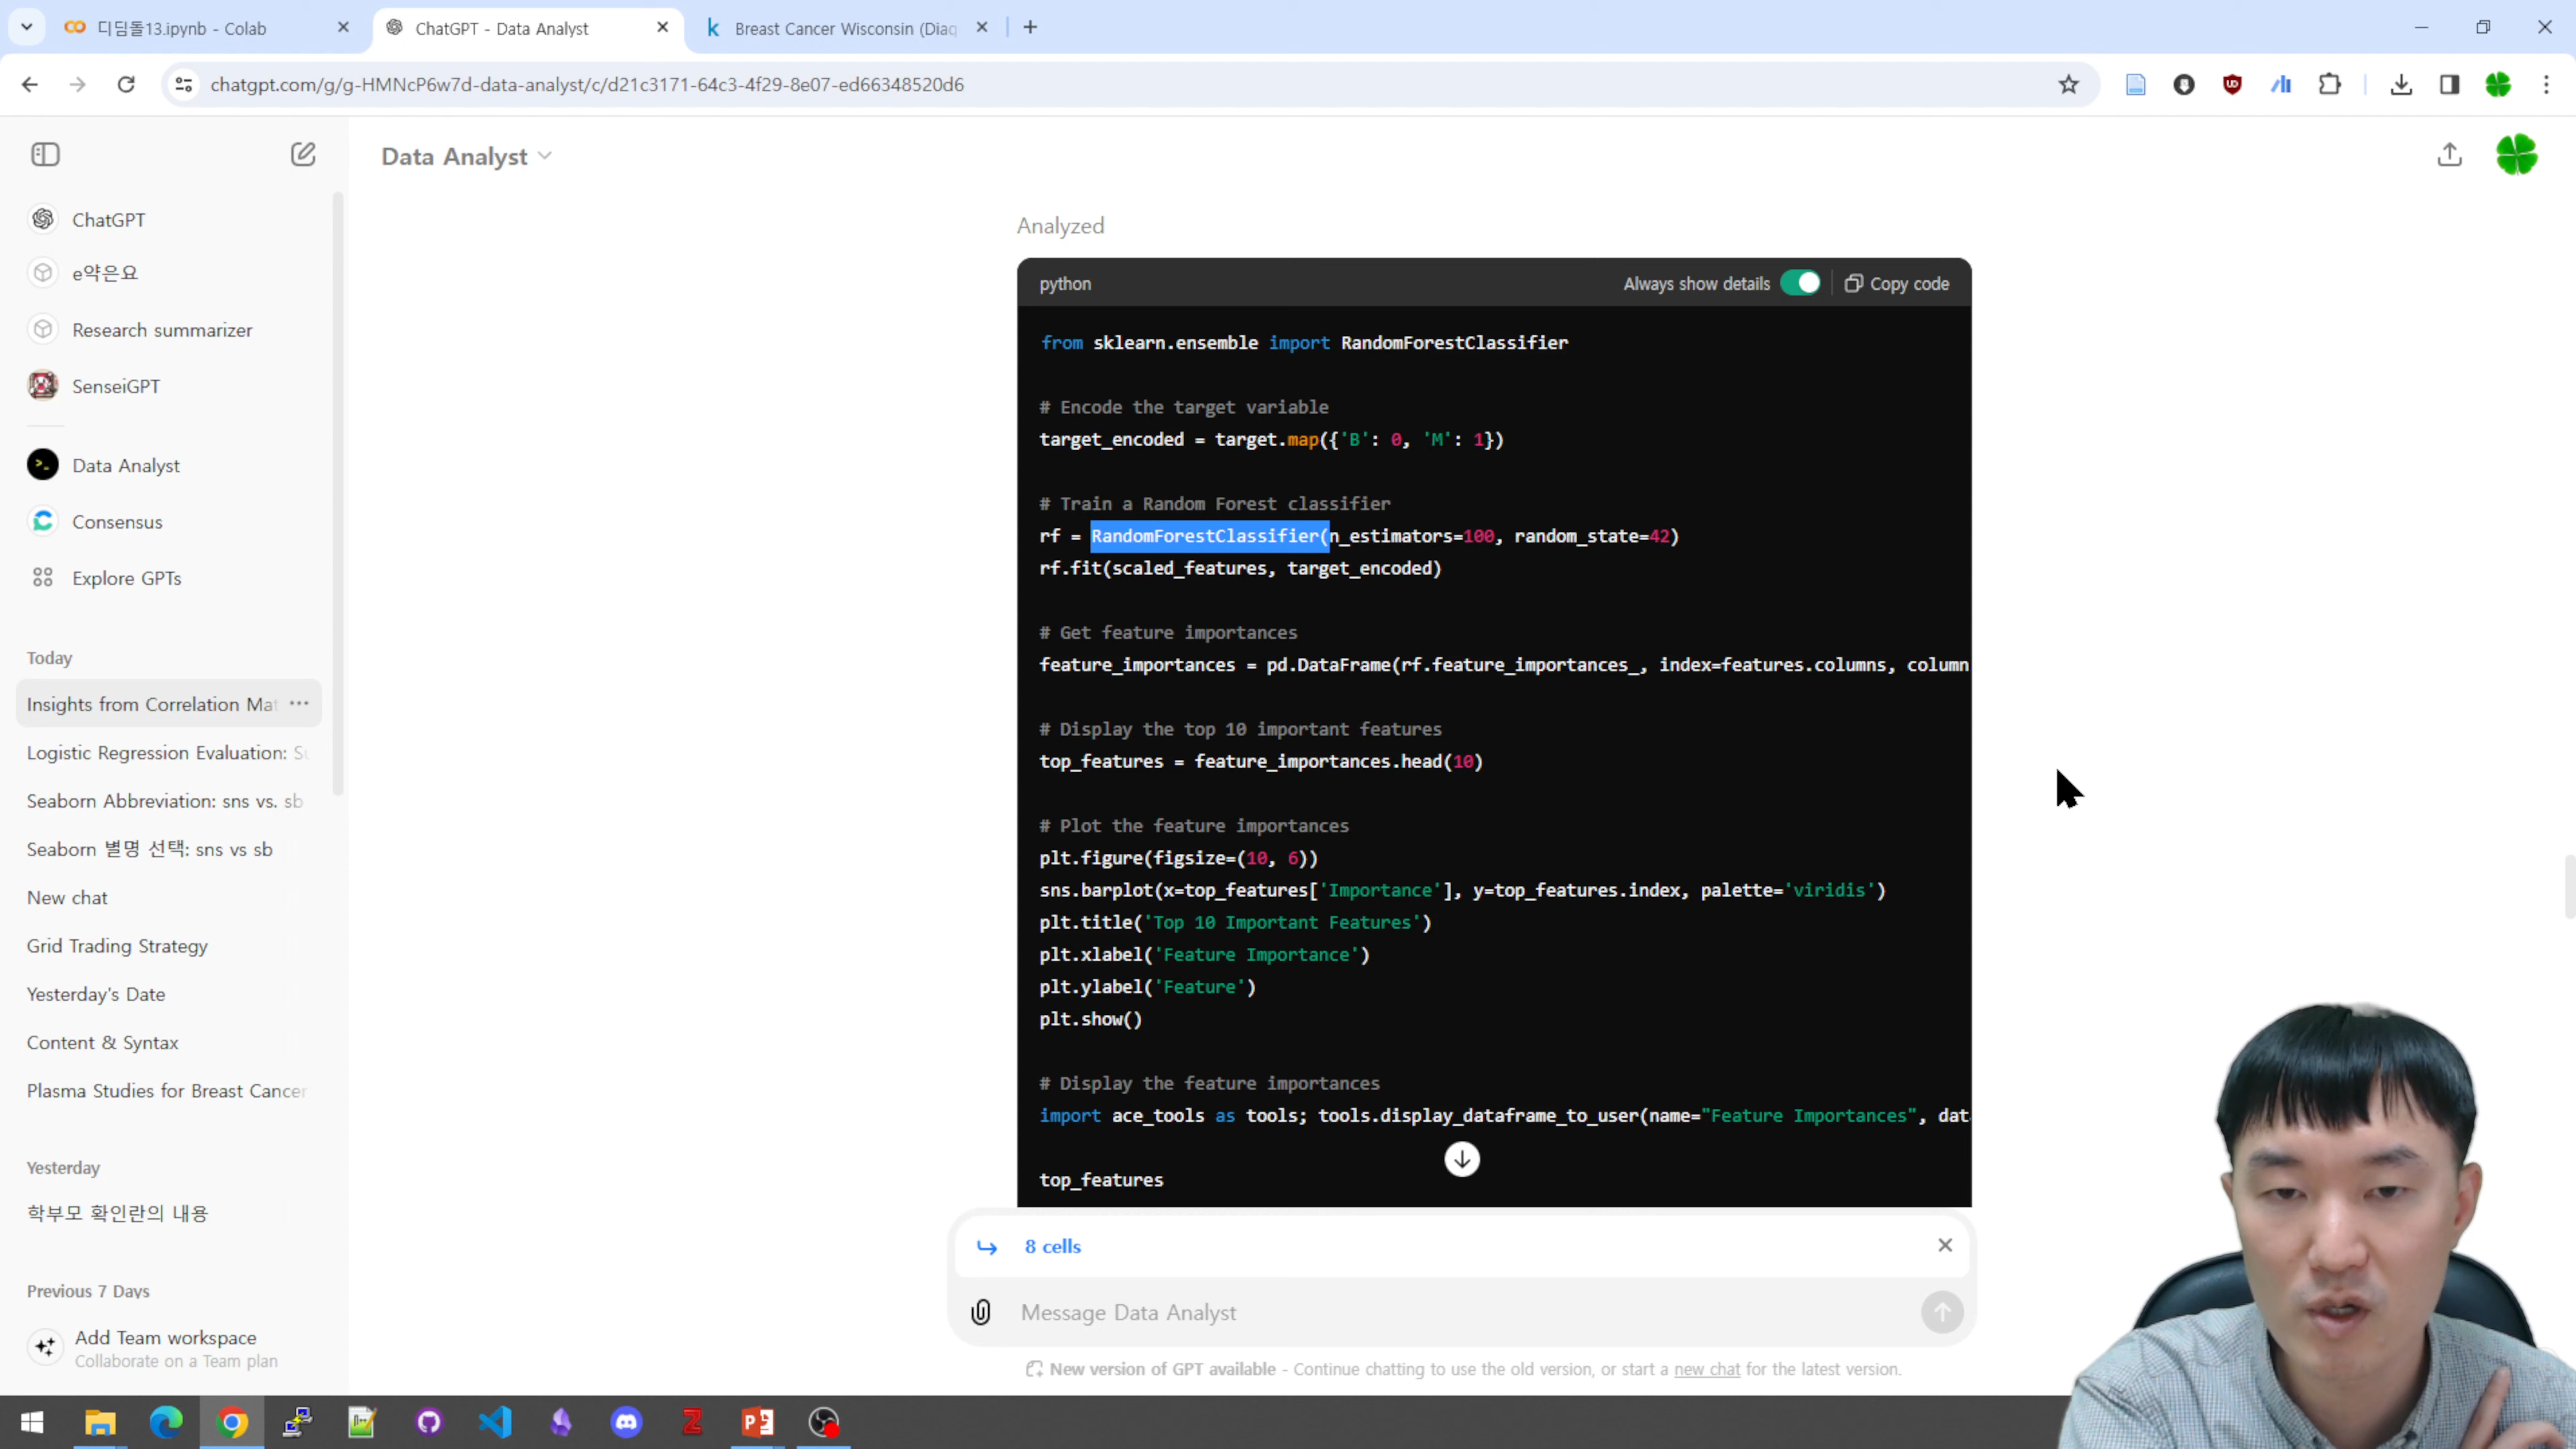 디딤돌13.ipynb - Colab
ChatGPT - Data Analyst
Breast Cancer Wisconsin (Diag
chatgpt.com/g/g-HMNcP6w7d-data-analyst/c/d21c3171-64c3-4f29-8e07-ed66348520d6
ChatGPT
e약은요
Research summarizer
SenseiGPT
Data Analyst
Consensus
Explore GPTs
Today
Insights from Correlation Mat
Logistic Regression Evaluation: Su
Seaborn Abbreviation: sns vs. sb
Seaborn 별명 선택: sns vs sb
New chat
Grid Trading Strategy
Yesterday's Date
Content & Syntax
Plasma Studies for Breast Cancer
Yesterday
학부모 확인란의 내용
Previous 7 Days
Add Team workspace
Collaborate on a Team plan
Data Analyst
Analyzed
python
Always show details
Copy code
from sklearn.ensemble import RandomForestClassifier
# Encode the target variable
target_encoded = target.map({'B': 0, 'M': 1})
# Train a Random Forest classifier
rf = RandomForestClassifier(n_estimators=100, random_state=42)
rf.fit(scaled_features, target_encoded)
# Get feature importances
feature_importances = pd.DataFrame(rf.feature_importances_, index=features.columns, column
# Display the top 10 important features
top_features = feature_importances.head(10)
# Plot the feature importances
plt.figure(figsize=(10, 6))
sns.barplot(x=top_features['Importance'], y=top_features.index, palette='viridis')
plt.title('Top 10 Important Features')
plt.xlabel('Feature Importance')
plt.ylabel('Feature')
plt.show()
# Display the feature importances
import ace_tools as tools; tools.display_dataframe_to_user(name="Feature Importances", dat
top_features
8 cells
Message Data Analyst
New version of GPT available - Continue chatting to use the old version, or start a new chat for the latest version.